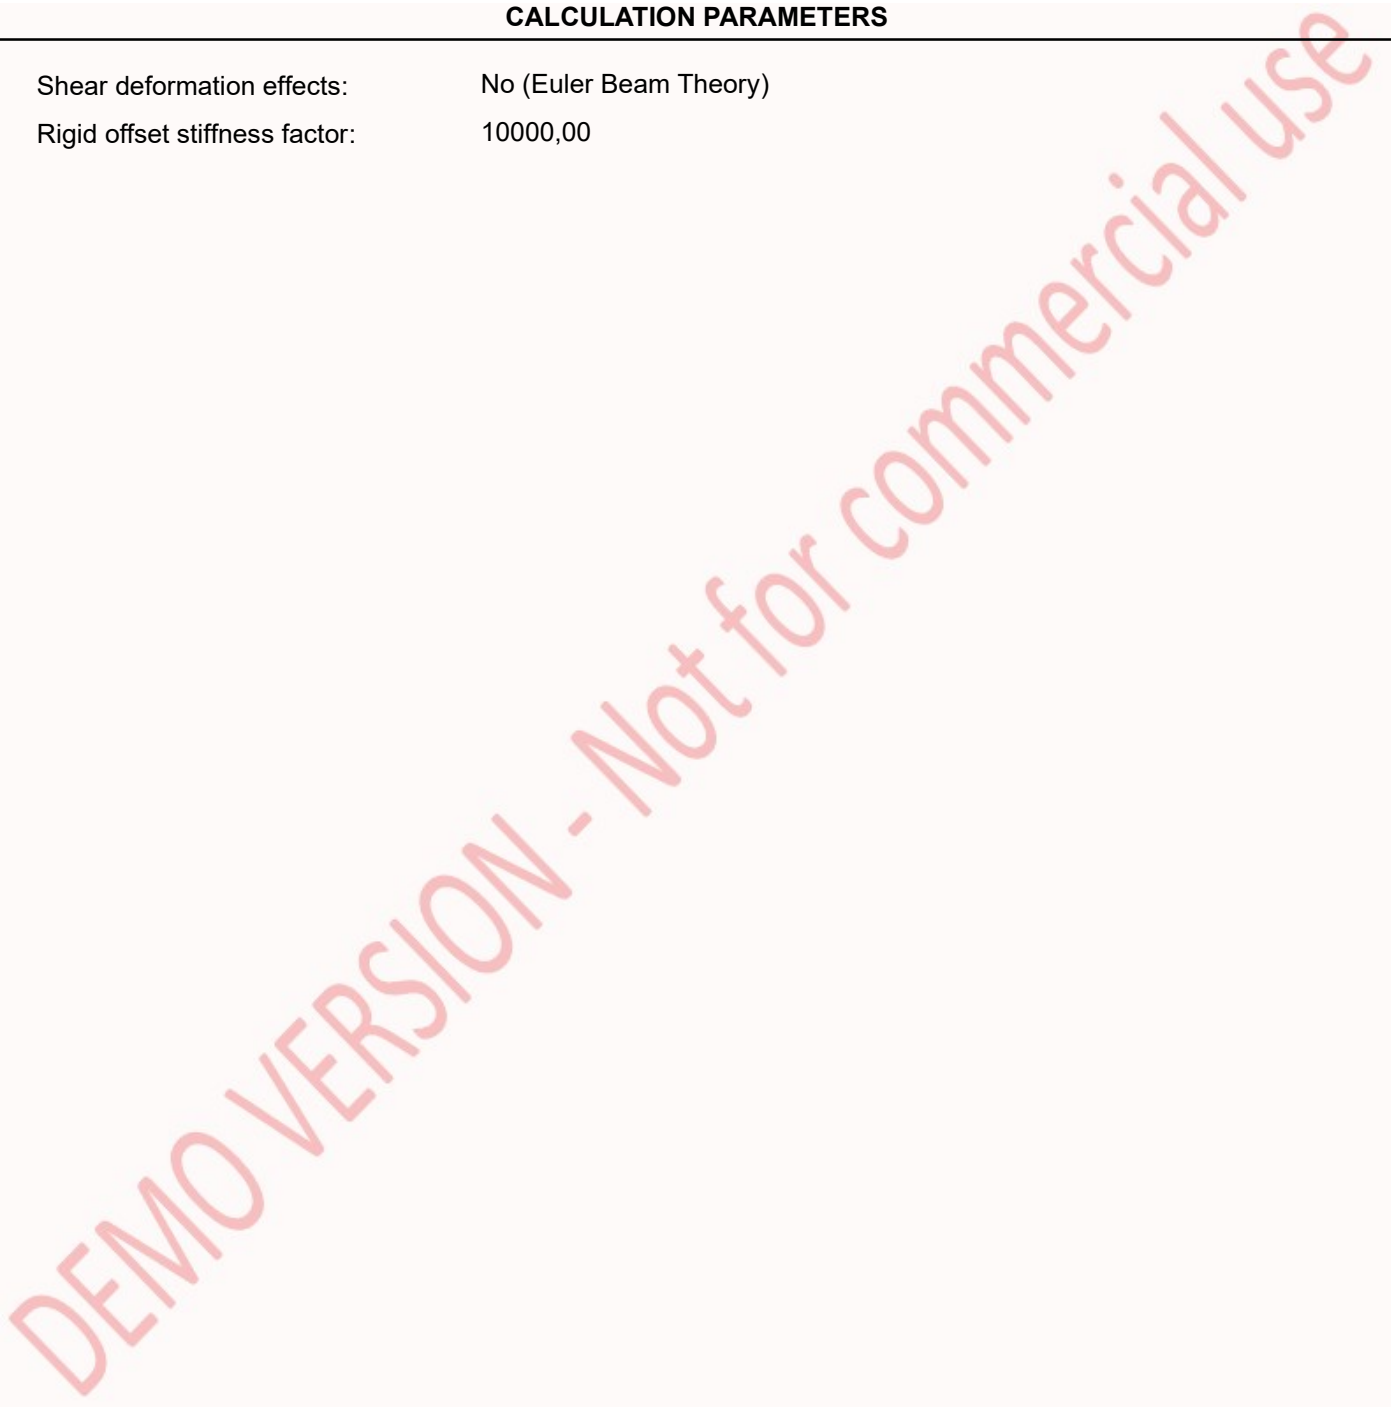 CALCULATION PARAMETERS
Shear deformation effects: No (Euler Beam Theory)
Rigid offset stiffness factor: 10000,00
DEMO VERSION - Not for commercial use